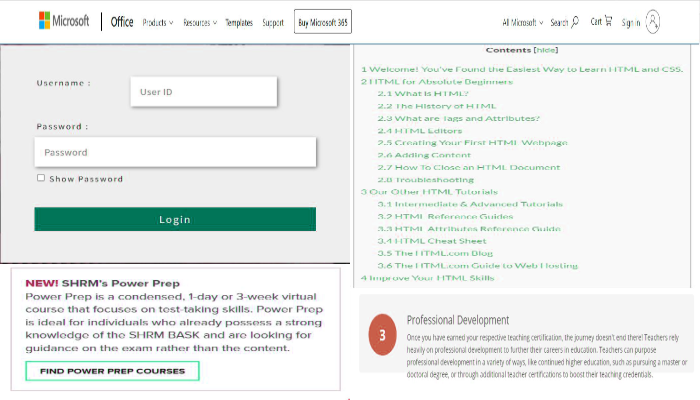 Microsoft Office Products Resources Templates Support Buy Microsoft 365 All Microsoft Search Cart Sign in
Username :
User ID
Password :
Password
Show Password
Login
NEW! SHRM's Power Prep
Power Prep is a condensed, 1-day or 3-week virtual
course that focuses on test-taking skills. Power Prep
is ideal for individuals who already possess a strong
knowledge of the SHRM BASK and are looking for
guidance on the exam rather than the content.
FIND POWER PREP COURSES
Contents [hide]
1 Welcome! You've Found the Easiest Way to Learn HTML and CSS.
2 HTML for Absolute Beginners
2.1 What is HTML?
2.2 The History of HTML
2.3 What are Tags and Attributes?
2.4 HTML Editors
2.5 Creating Your First HTML Webpage
2.6 Adding Content
2.7 How To Close an HTML Document
2.8 Troubleshooting
3 Our Other HTML Tutorials
3.1 Intermediate & Advanced Tutorials
3.2 HTML Reference Guides
3.3 HTML Attributes Reference Guide
3.4 HTML Cheat Sheet
3.5 The HTML.com Blog
3.6 The HTML.com Guide to Web Hosting
4 Improve Your HTML Skills
3
Professional Development
Once you have earned your respective teaching certification, the journey doesn't end there! Teachers rely
heavily on professional development to further their careers in education. Teachers can purpose
professional development in a variety of ways, like continued higher education, such as pursuing a master or
doctoral degree, or through additional teacher certifications to boost their teaching credentials.